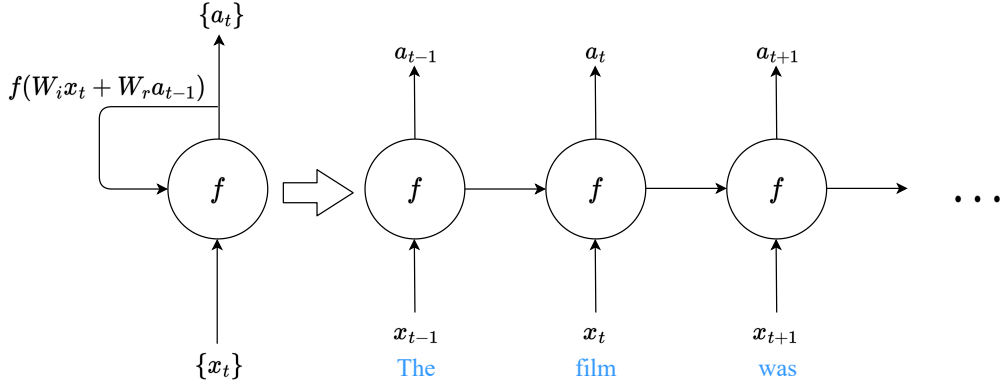 {a_t}
f(W_i x_t + W_r a_{t-1})
a_{t-1} a_t a_{t+1}
f f f f
. . .
x_{t-1} x_t x_{t+1}
{x_t} The film was